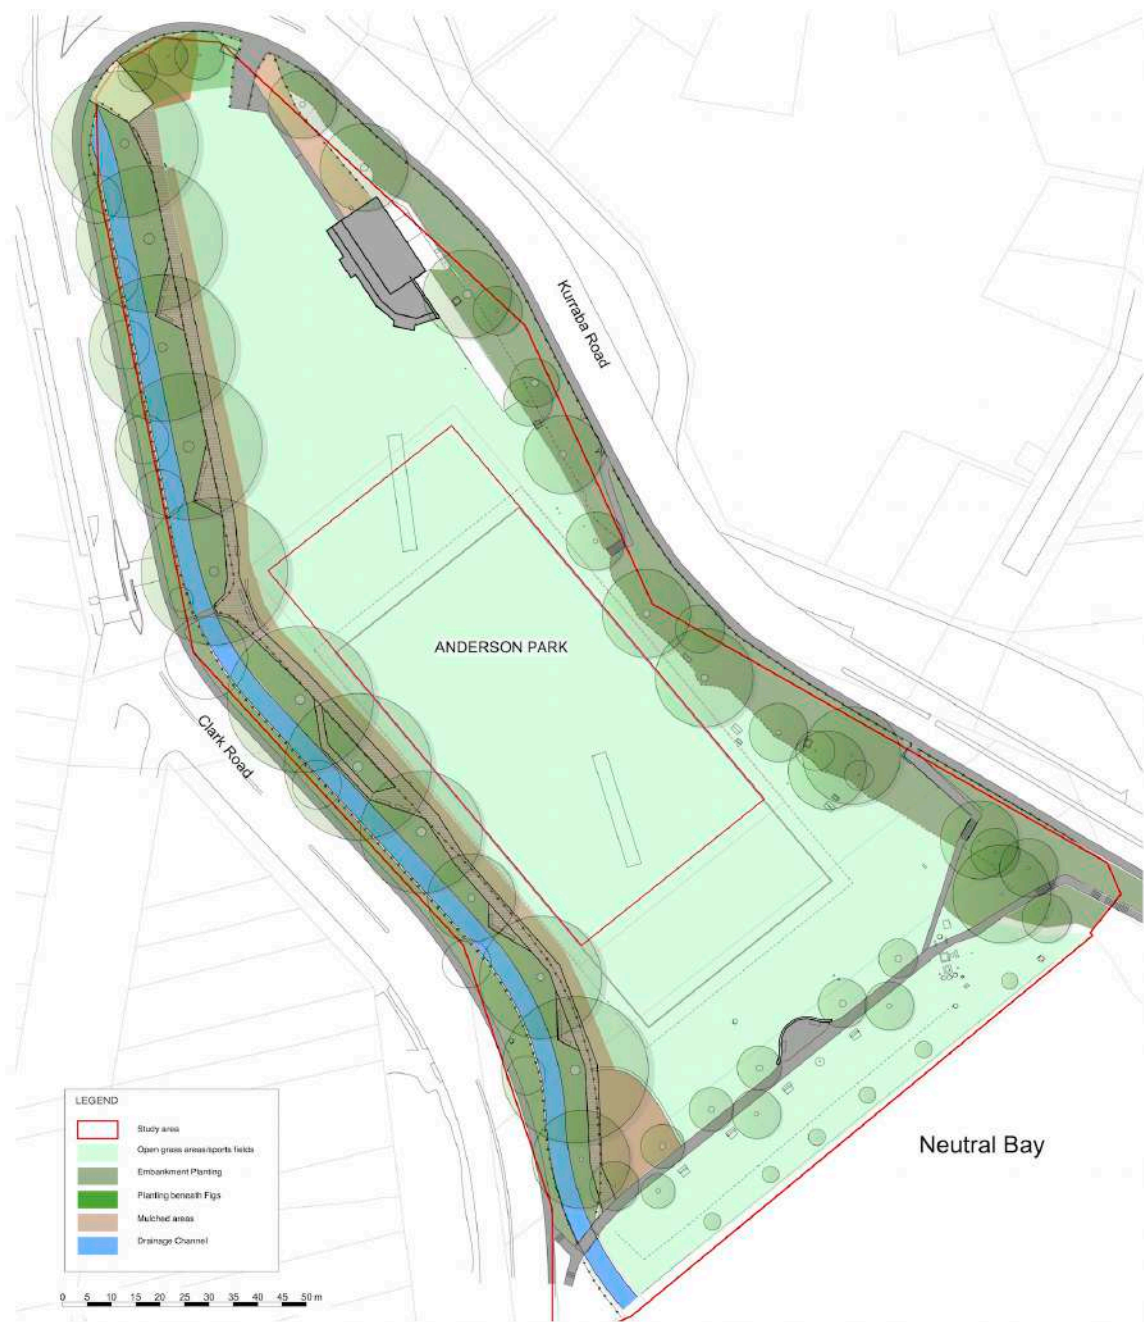 Kurraba Road
ANDERSON PARK
Clark Road
Neutral Bay
LEGEND
Study area
Open grass areas/sports fields
Embankment Planting
Planting beneath Figs
Mulched areas
Drainage Channel
0 5 10 15 20 25 30 35 40 45 50 m